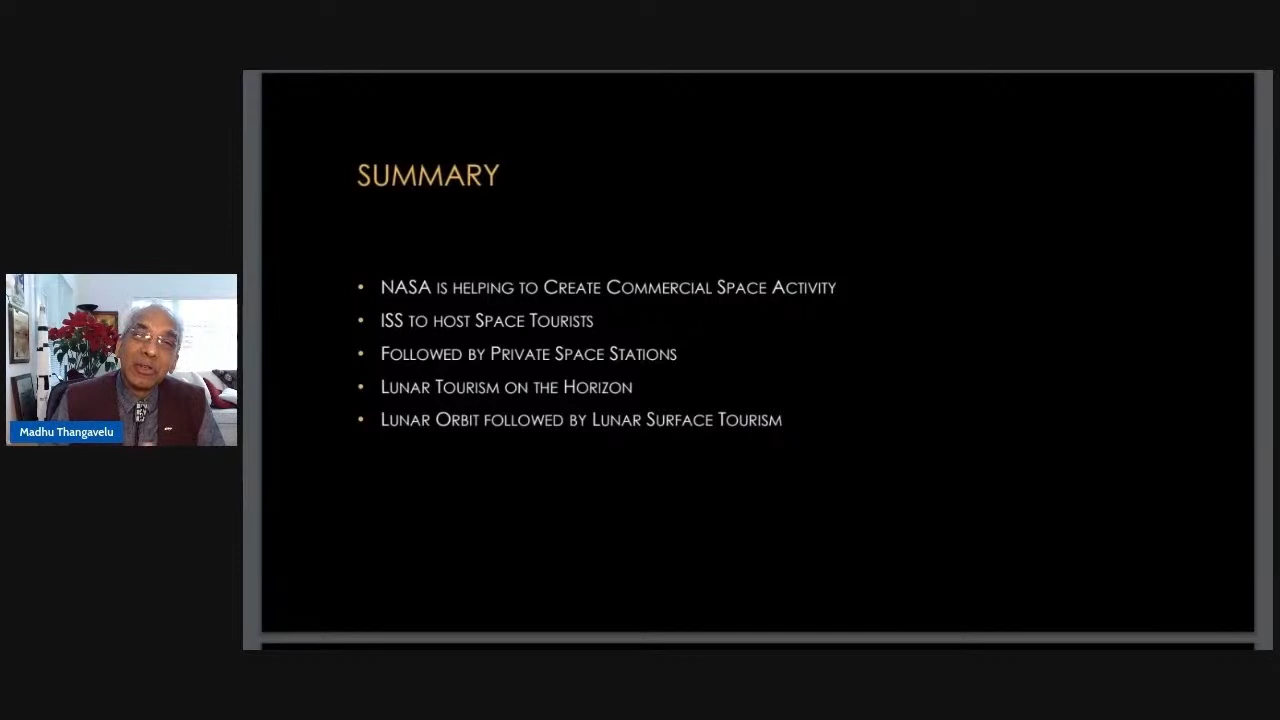 SUMMARY
• NASA IS HELPING TO CREATE COMMERCIAL SPACE ACTIVITY
• ISS TO HOST SPACE TOURISTS
• FOLLOWED BY PRIVATE SPACE STATIONS
• LUNAR TOURISM ON THE HORIZON
• LUNAR ORBIT FOLLOWED BY LUNAR SURFACE TOURISM
Madhu Thangavelu